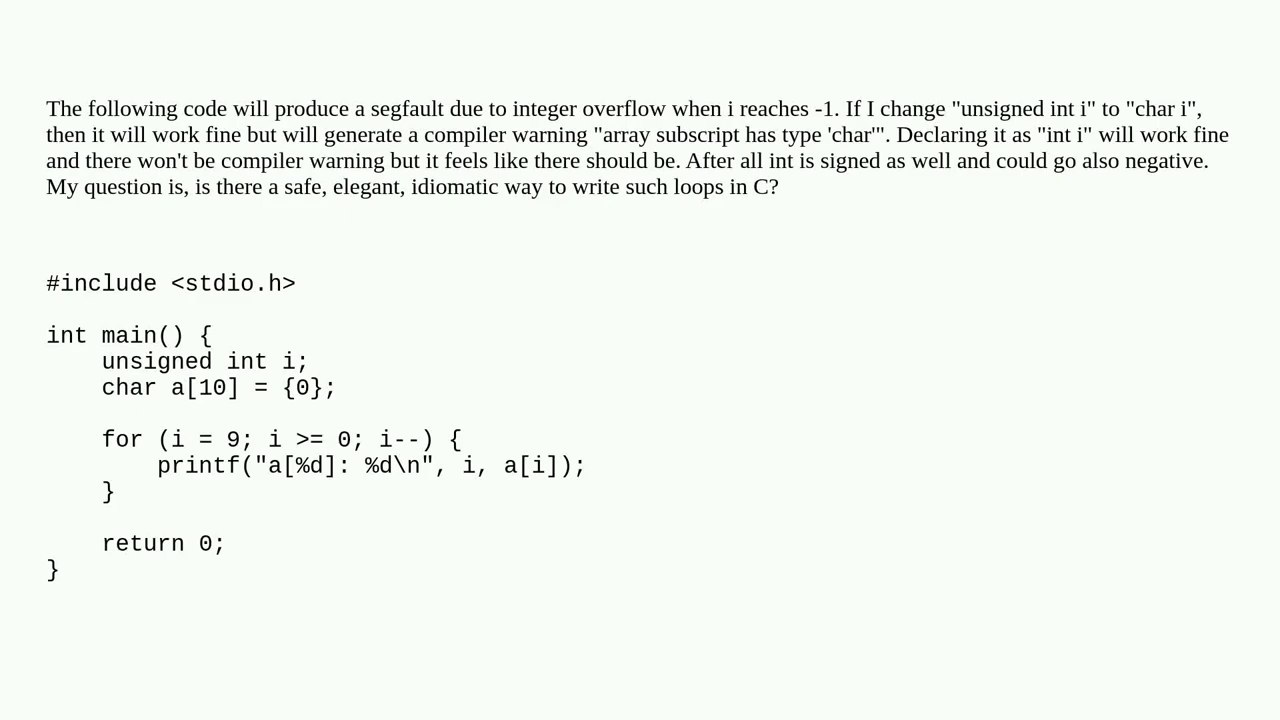 The following code will produce a segfault due to integer overflow when i reaches -1. If I change "unsigned int i" to "char i",
then it will work fine but will generate a compiler warning "array subscript has type 'char'". Declaring it as "int i" will work fine
and there won't be compiler warning but it feels like there should be. After all int is signed as well and could go also negative.
My question is, is there a safe, elegant, idiomatic way to write such loops in C?
#include <stdio.h>
int main() {
    unsigned int i;
    char a[10] = {0};
    for (i = 9; i >= 0; i--) {
        printf("a[%d]: %d\n", i, a[i]);
    }
    return 0;
}